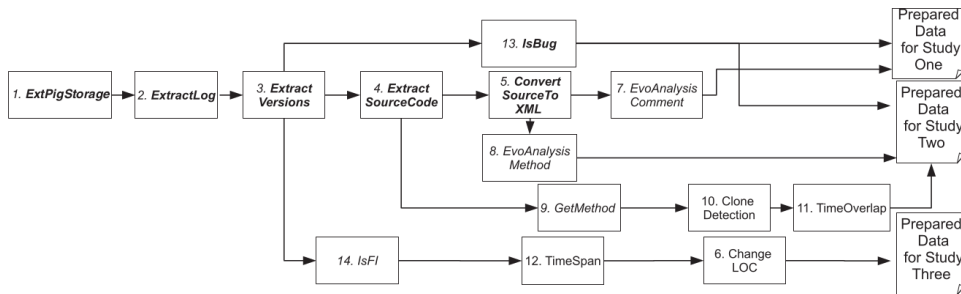 13. IsBug
Prepared
Data
for Study
One
1. ExtPigStorage
2. ExtractLog
3. Extract
Versions
4. Extract
SourceCode
5. Convert
SourceTo
XML
7. EvoAnalysis
Comment
Prepared
Data
for Study
Two
8. EvoAnalysis
Method
9. GetMethod
10. Clone
Detection
11. TimeOverlap
14. IsFI
12. TimeSpan
6. Change
LOC
Prepared
Data
for Study
Three